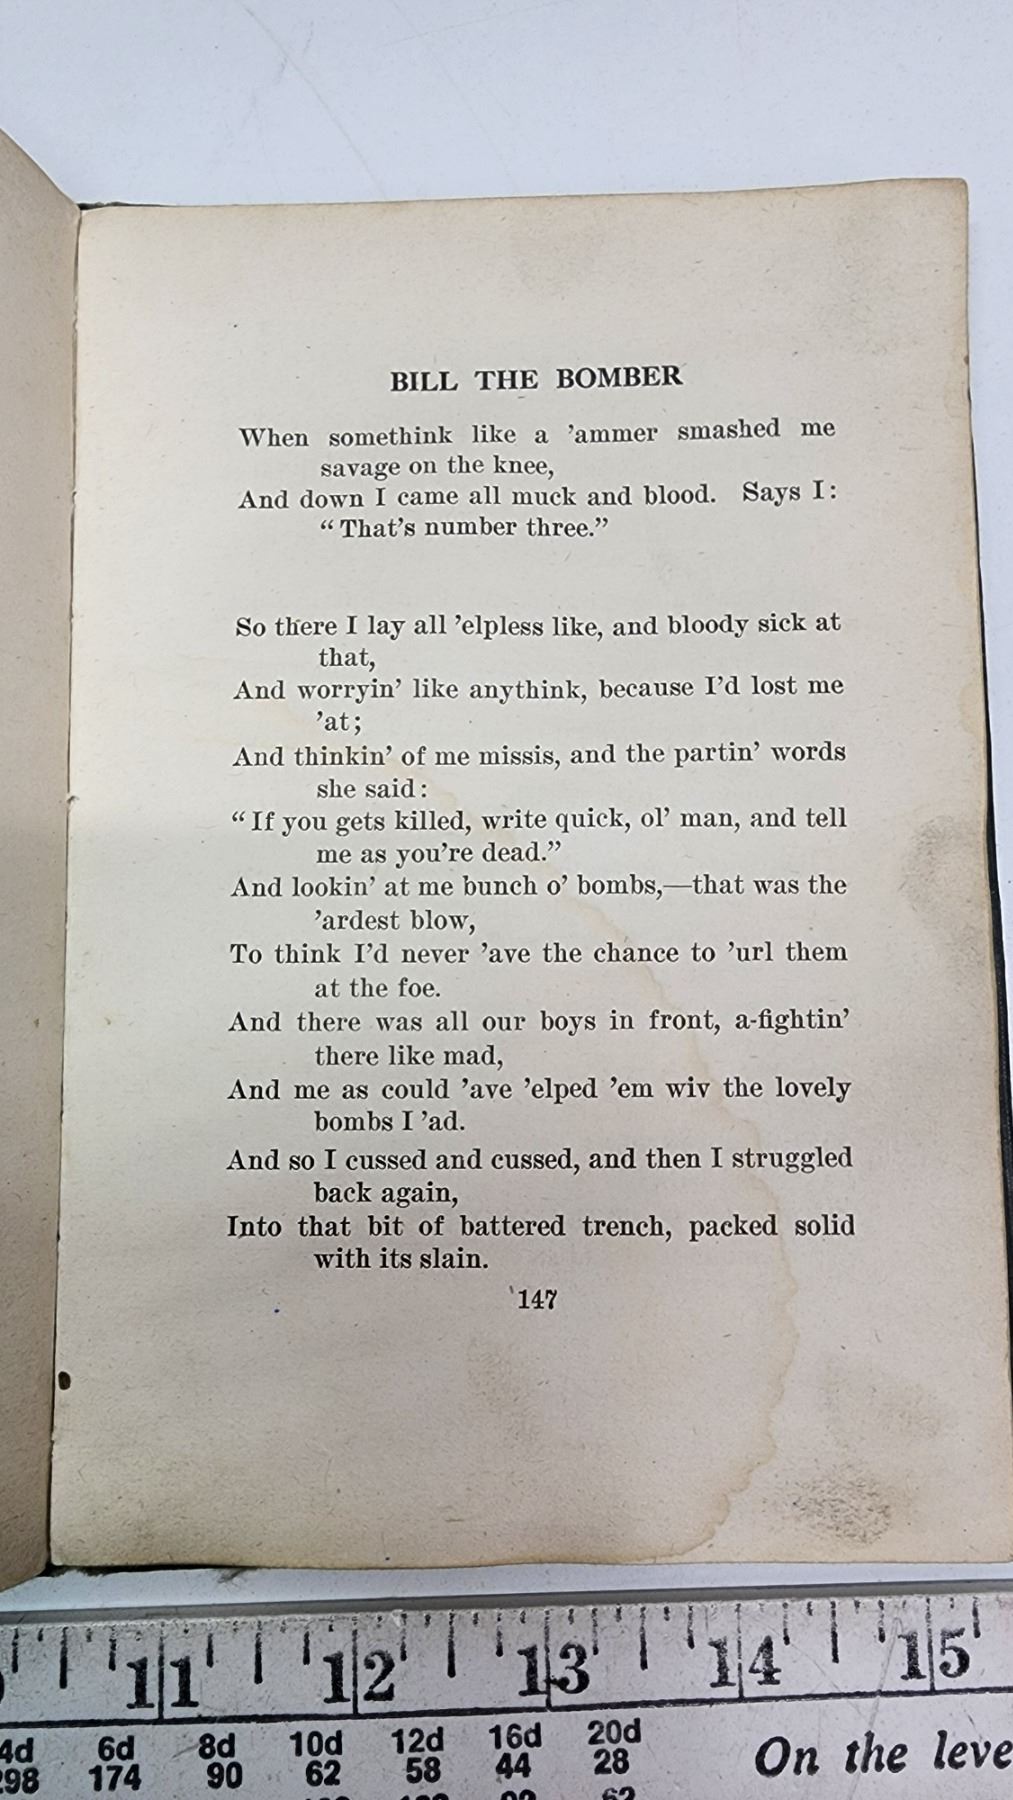 BILL THE BOMBER
When somethink like a ’ammer smashed me
savage on the knee,
And down I came all muck and blood. Says I:
“That’s number three.”
So there I lay all ’elpless like, and bloody sick at
that,
And worryin’ like anythink, because I’d lost me
’at;
And thinkin’ of me missis, and the partin’ words
she said:
“If you gets killed, write quick, ol’ man, and tell
me as you’re dead.”
And lookin’ at me bunch o’ bombs,—that was the
’ardest blow,
To think I’d never ’ave the chance to ’url them
at the foe.
And there was all our boys in front, a-fightin’
there like mad,
And me as could ’ave ’elped ’em wiv the lovely
bombs I ’ad.
And so I cussed and cussed, and then I struggled
back again,
Into that bit of battered trench, packed solid
with its slain.
147
11 12 13 14 15
4d 6d 8d 10d 12d 16d 20d
298 174 90 62 58 44 28
On the